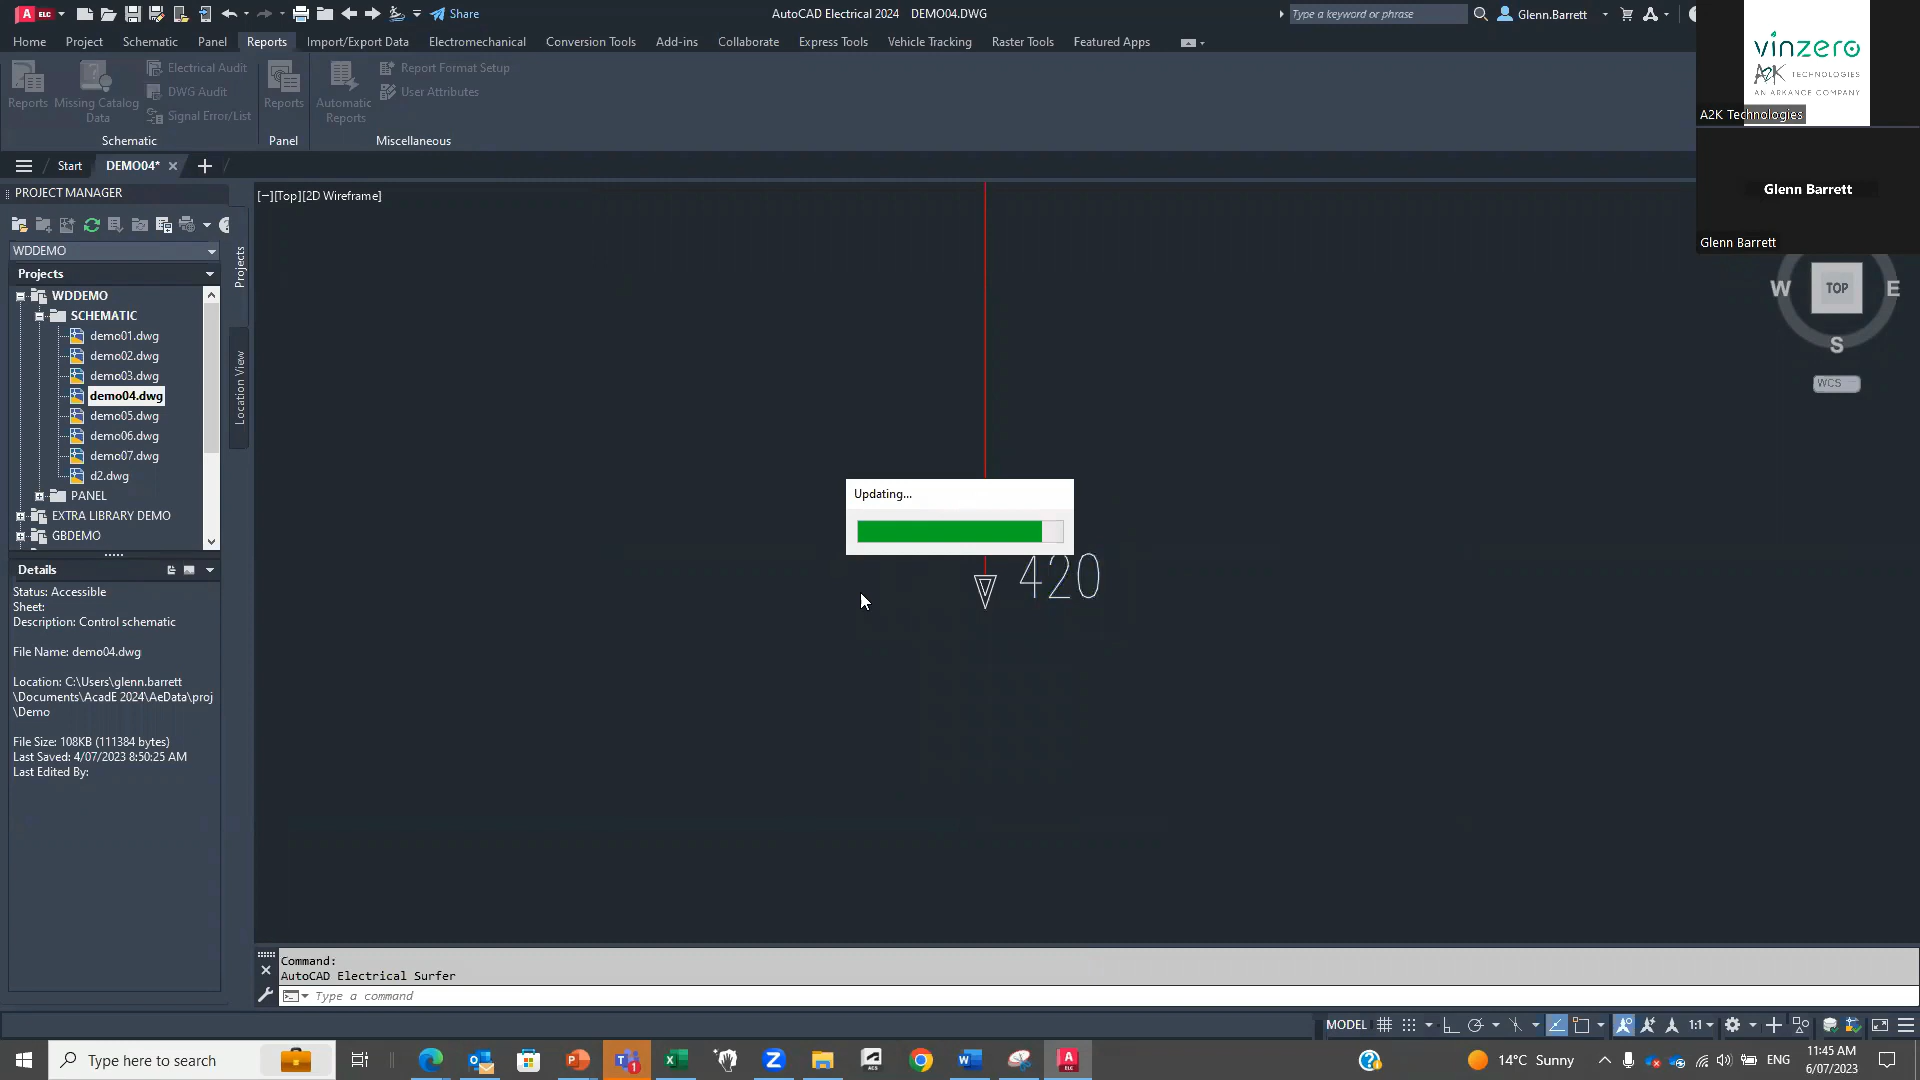 ELC
Share
AutoCAD Electrical 2024 DEMO04.DWG
Type a keyword or phrase
Glenn.Barrett
Home Project Schematic Panel Reports Import/Export Data Electromechanical Conversion Tools Add-ins Collaborate Express Tools Vehicle Tracking Raster Tools Featured Apps
Reports
Missing Catalog Data
Electrical Audit
DWG Audit
Signal Error/List
Schematic
Reports
Panel
Automatic Reports
Report Format Setup
User Attributes
Miscellaneous
vinzero
A2K TECHNOLOGIES
AN ARKANCE COMPANY
A2K Technologies
Glenn Barrett
Glenn Barrett
Start DEMO04*
PROJECT MANAGER
[−][Top][2D Wireframe]
Projects
Location View
WDDEMO
Projects
WDDEMO
SCHEMATIC
demo01.dwg
demo02.dwg
demo03.dwg
demo04.dwg
demo05.dwg
demo06.dwg
demo07.dwg
d2.dwg
PANEL
EXTRA LIBRARY DEMO
GBDEMO
W TOP E
S
WCS
Updating...
420
Details
Status: Accessible
Sheet:
Description: Control schematic
File Name: demo04.dwg
Location: C:\Users\glenn.barrett
\Documents\AcadE 2024\AeData\proj
\Demo
File Size: 108KB (111384 bytes)
Last Saved: 4/07/2023 8:50:25 AM
Last Edited By:
Command:
AutoCAD Electrical Surfer
Type a command
MODEL 1:1
Type here to search
14°C Sunny
ENG
11:45 AM
6/07/2023